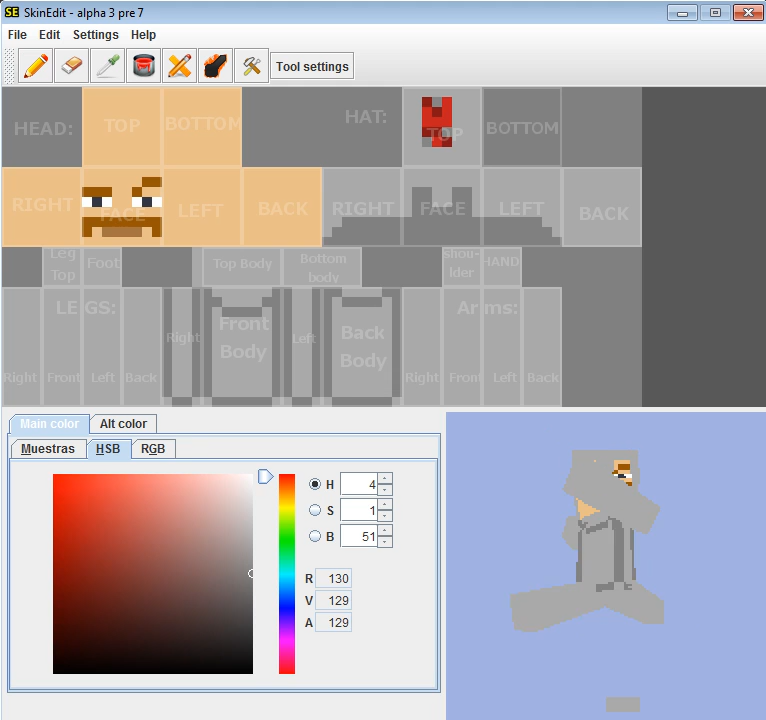 SE SkinEdit - alpha 3 pre 7
File Edit Settings Help
Tool settings
HEAD: TOP BOTTOM HAT: TOP BOTTOM
RIGHT FACE LEFT BACK RIGHT FACE LEFT BACK
Leg Top Foot Top Body Bottom body shou-lder HAND
LEGS: Arms:
Right Front Body Left Back Body
Right Front Left Back Right Front Left Back
Main color Alt color
Muestras HSB RGB
H 4
S 1
B 51
R 130
V 129
A 129